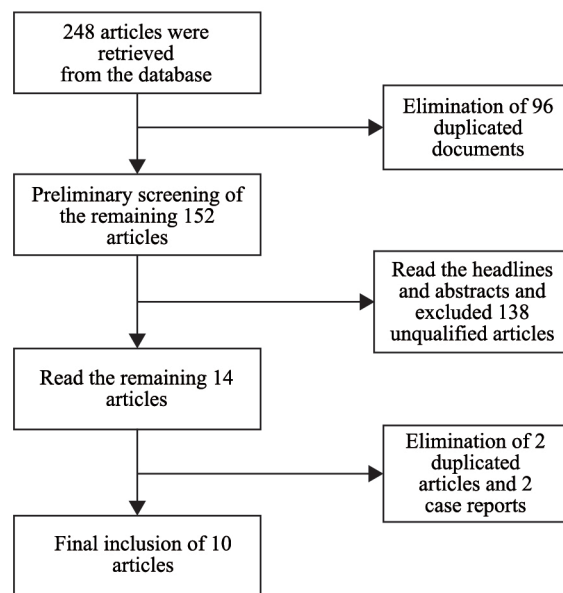 248 articles were
retrieved
from the database
Elimination of 96
duplicated
documents
Preliminary screening of
the remaining 152
articles
Read the headlines
and abstracts and
excluded 138
unqualified articles
Read the remaining 14
articles
Elimination of 2
duplicated
articles and 2
case reports
Final inclusion of 10
articles